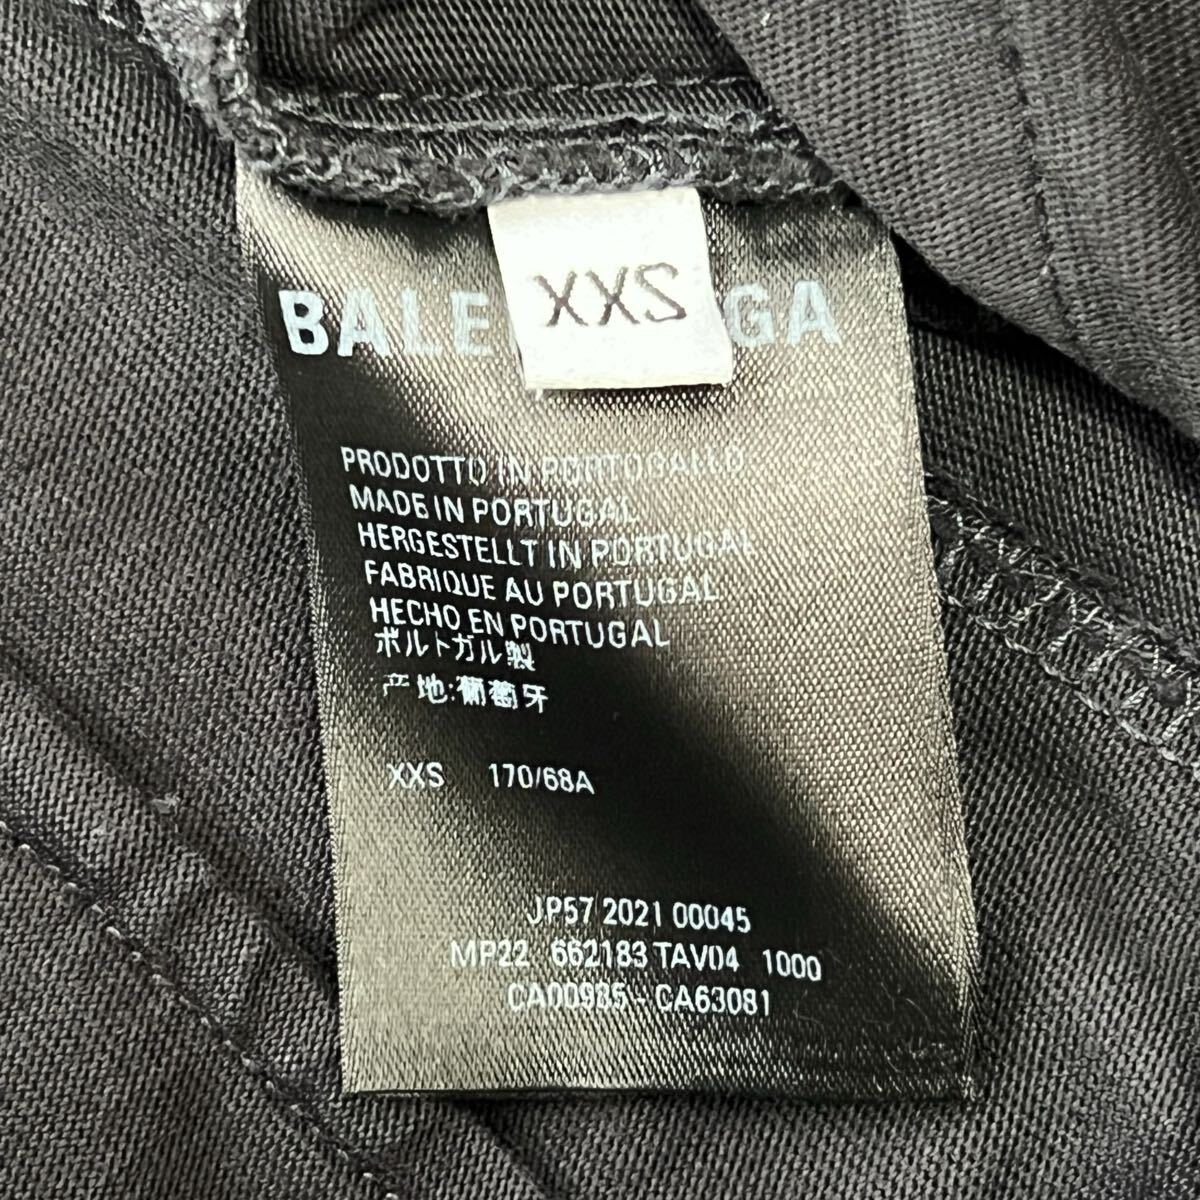 XXS
BALE GA
PRODOTTO IN PORTOGALLO
MADE IN PORTUGAL
HERGESTELLT IN PORTUGAL
FABRIQUE AU PORTUGAL
HECHO EN PORTUGAL
ポルトガル製
产地:葡萄牙
XXS 170/68A
JP57 2021 00045
MP22 662183 TAV04 1000
CA00985 - CA63081